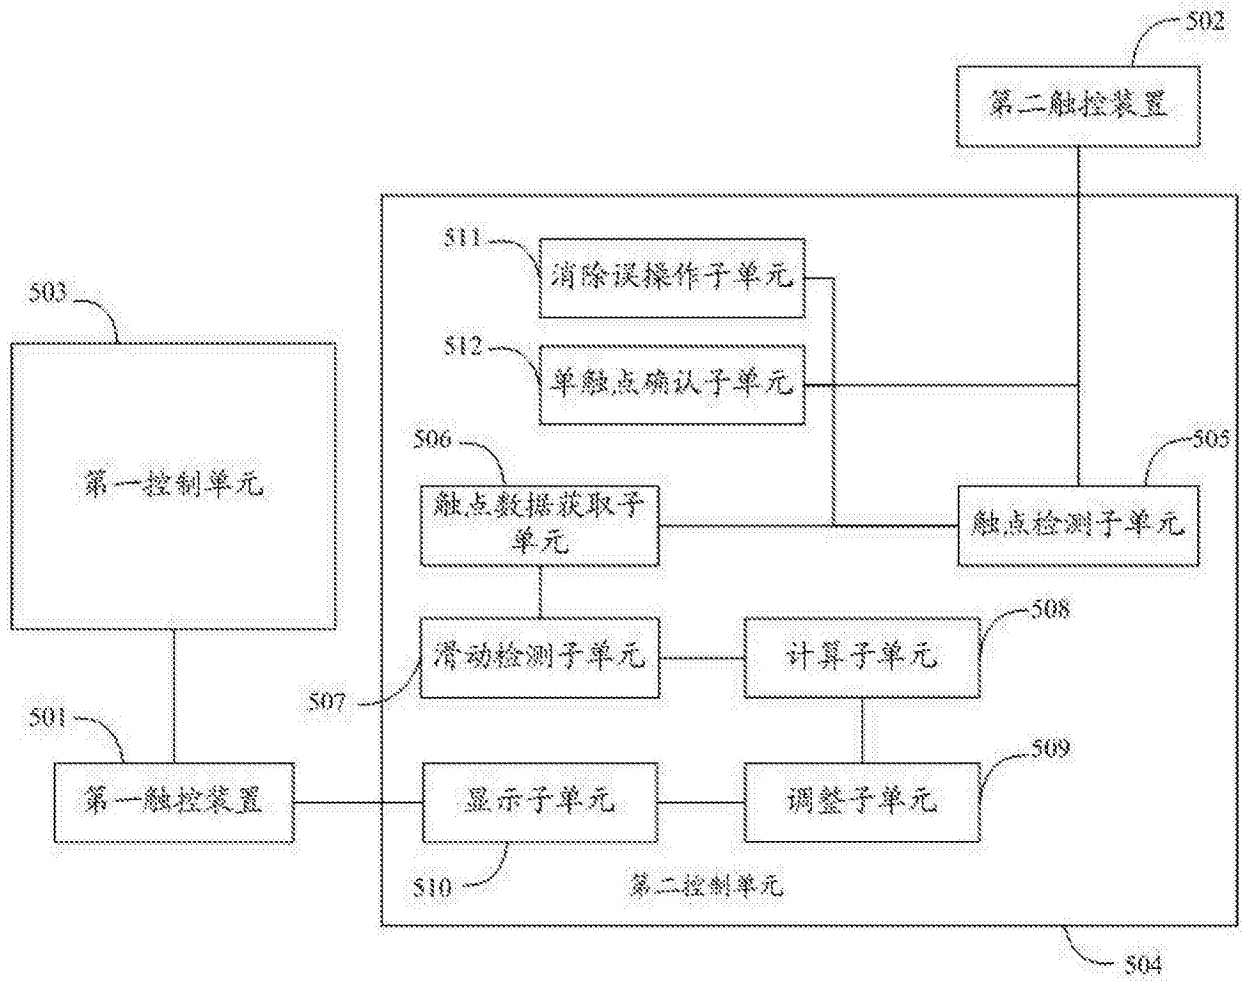 502
第二触控装置
511
消除误操作子单元
503
512
单触点确认子单元
506
505
第一控制单元
触点数据获取子
单元
触点检测子单元
508
滑动检测子单元
计算子单元
507
501
509
第一触控装置
显示子单元
调整子单元
510
第二控制单元
504